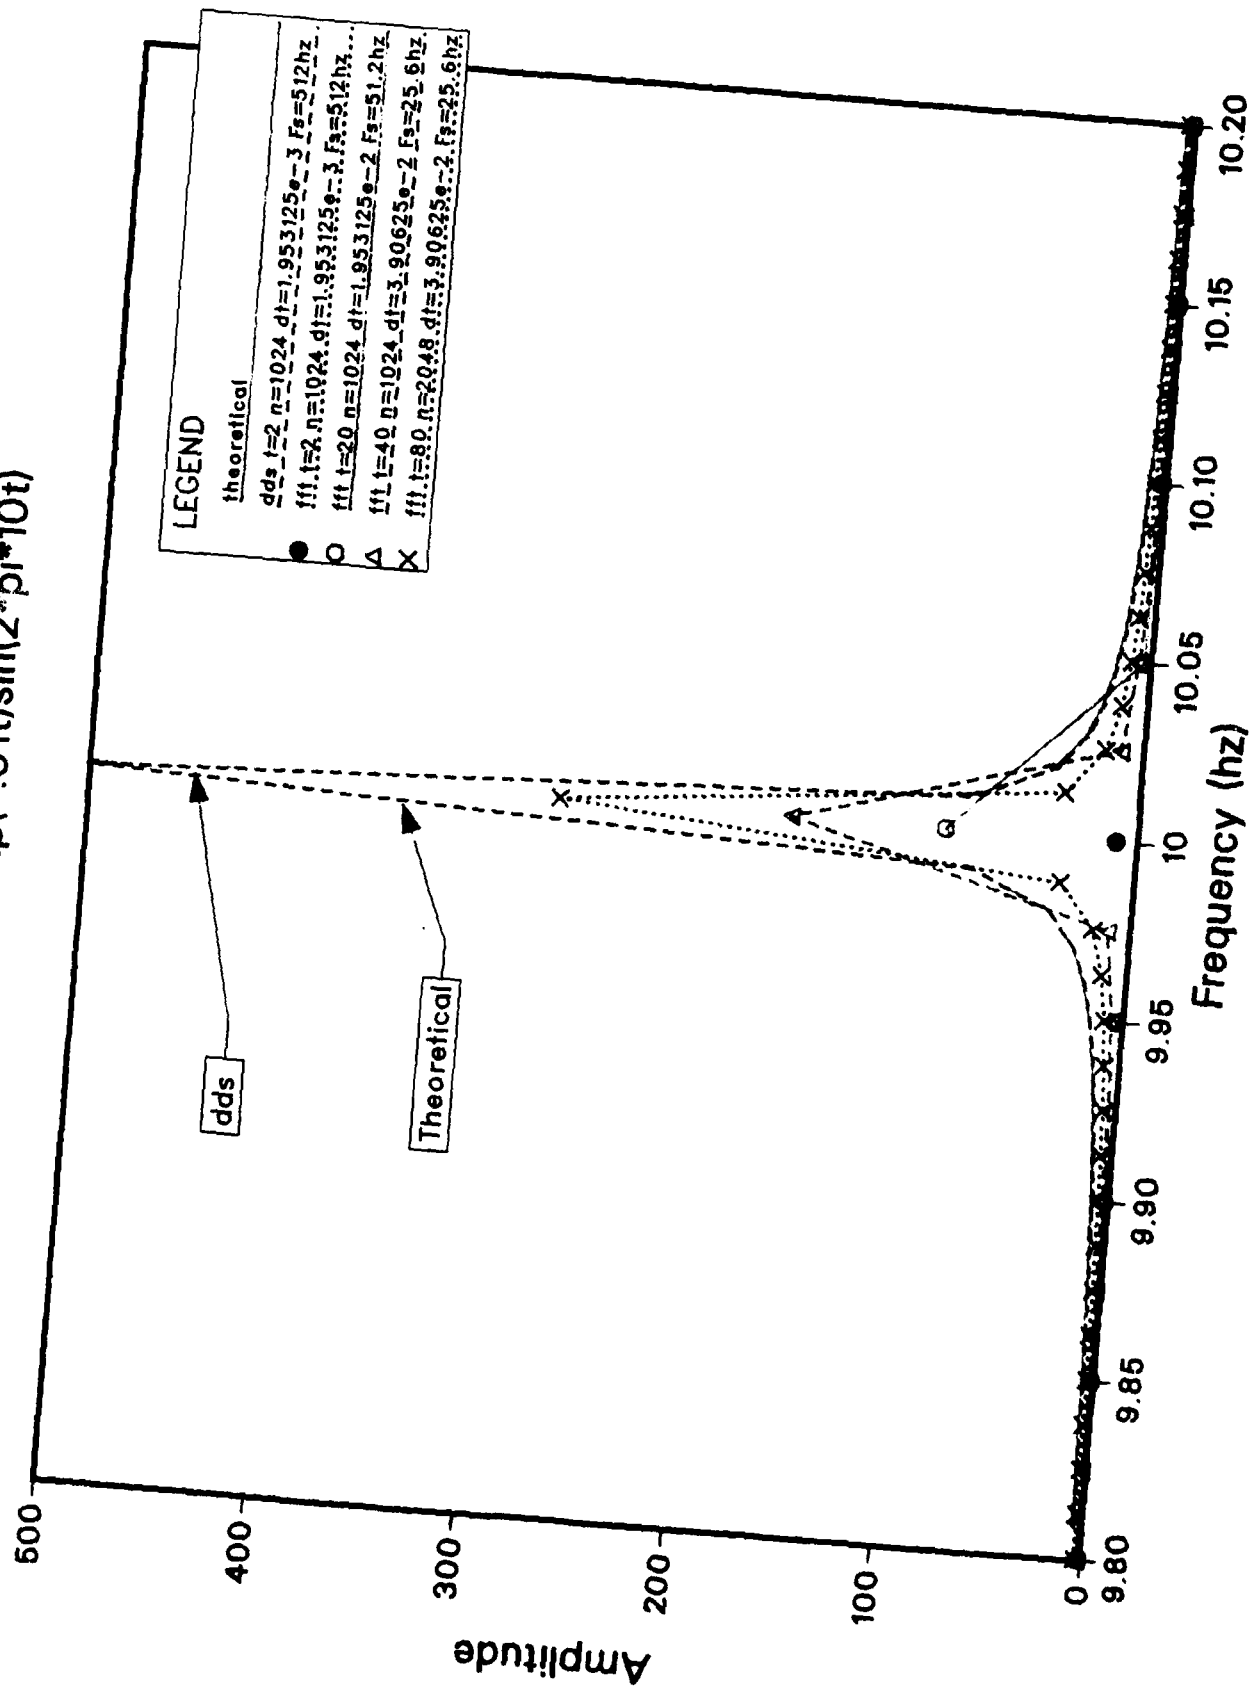 sin(2*pi*10t)
LEGEND
theoretical
dds t=2 n=1024 dt=1.953125e-3 Fs=512hz
fft t=2 n=1024 dt=1.953125e-3 Fs=512hz
fft t=20 n=1024 dt=1.953125e-2 Fs=51.2hz
fft t=40 n=1024 dt=3.90625e-2 Fs=25.6hz
fft t=80 n=2048 dt=3.90625e-2 Fs=25.6hz
dds
Theoretical
Amplitude
500
400
300
200
100
0
9.80
9.85
9.90
9.95
10
10.05
10.10
10.15
10.20
Frequency (hz)